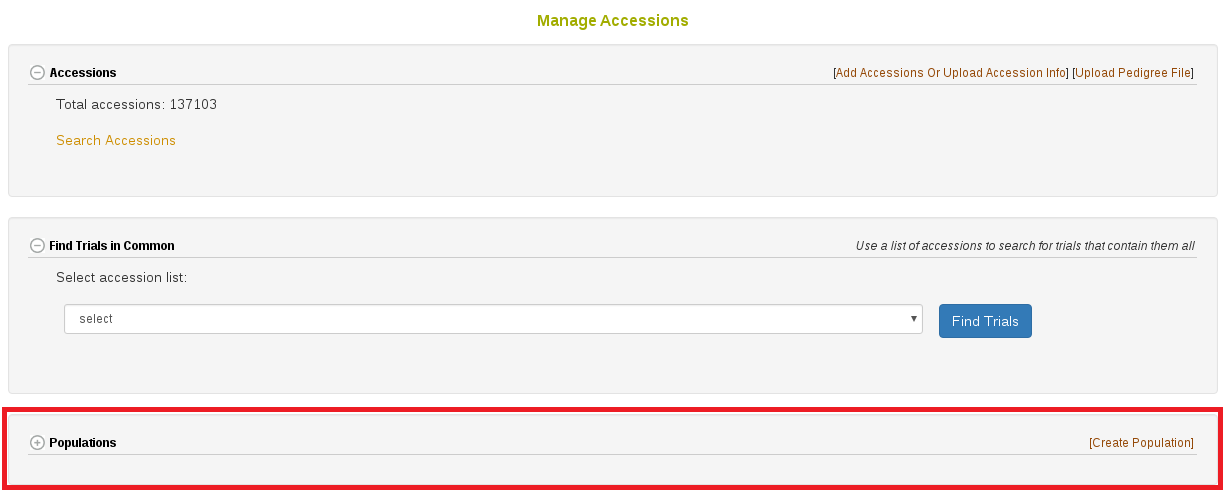 Manage Accessions
Accessions [Add Accessions Or Upload Accession Info] [Upload Pedigree File]
Total accessions: 137103
Search Accessions
Find Trials in Common Use a list of accessions to search for trials that contain them all
Select accession list:
select Find Trials
Populations [Create Population]